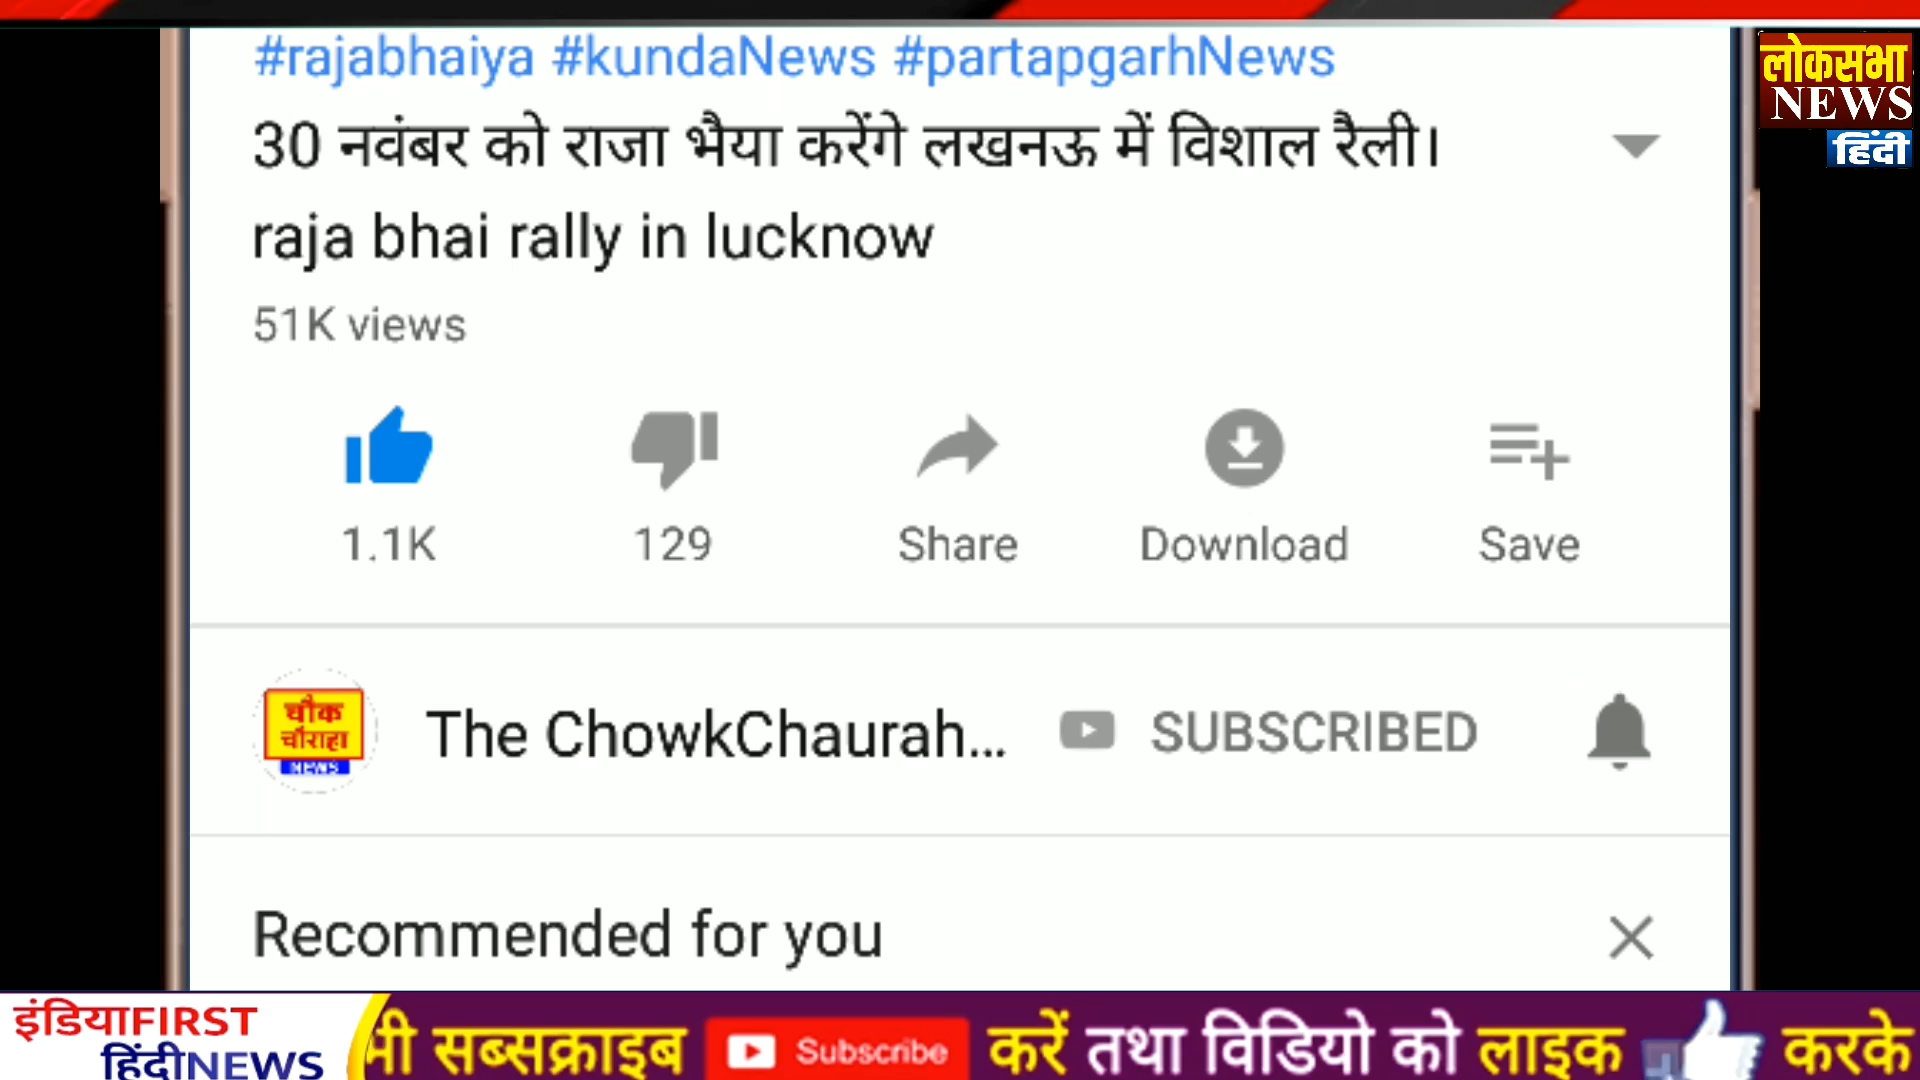 #rajabhaiya #kundaNews #partapgarhNews
30 नवंबर को राजा भैया करेंगे लखनऊ में विशाल रैली।
raja bhai rally in lucknow
51K views
1.1K 129 Share Download Save
चौक
चौराहा
NEWS
The ChowkChaurah... SUBSCRIBED
Recommended for you
लोकसभा
NEWS
हिंदी
इंडियाFIRST
हिंदीNEWS
भी सब्सक्राइब Subscribe करें तथा विडियो को लाइक करके